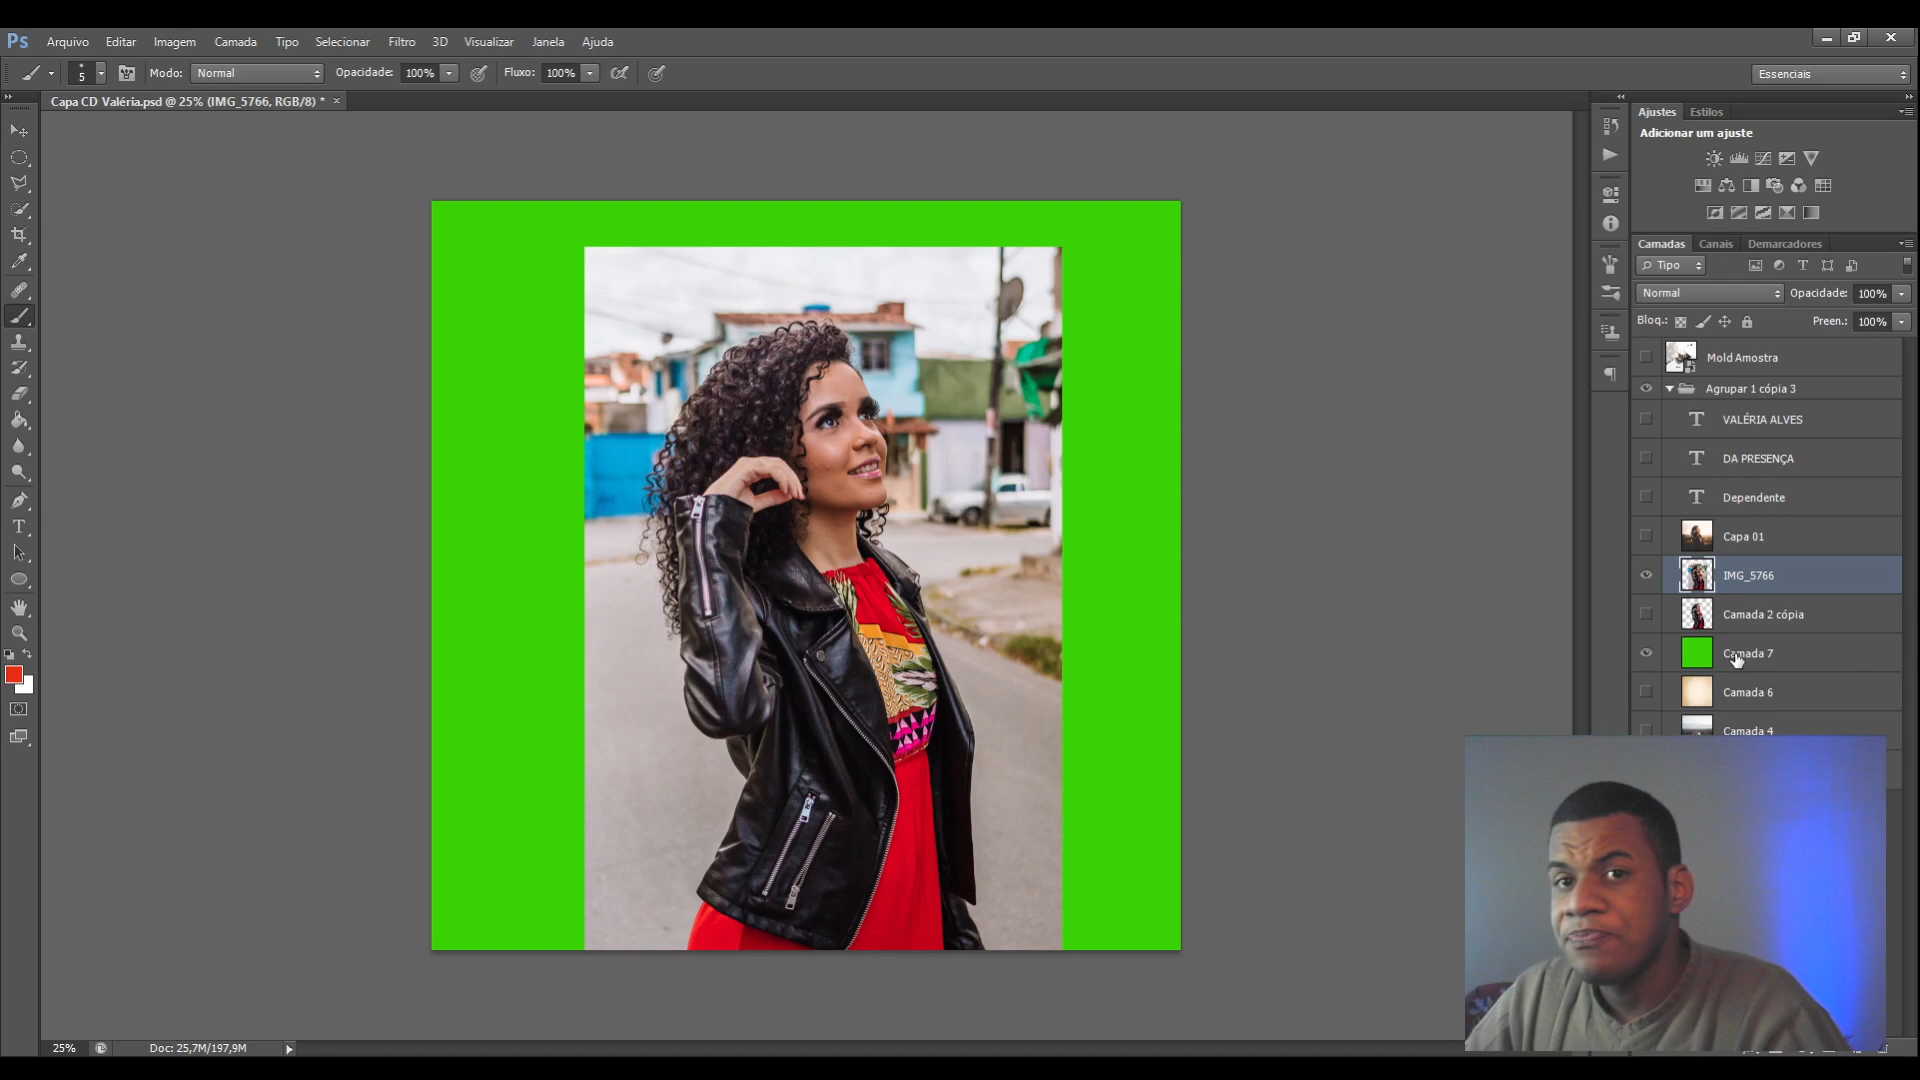 Ps Arquivo Editar Imagem Camada Tipo Selecionar Filtro 3D Visualizar Janela Ajuda
5 Modo: Normal Opacidade: 100% Fluxo: 100% Essenciais
Capa CD Valéria.psd @ 25% (IMG_5766, RGB/8) * ×
Ajustes Estilos
Adicionar um ajuste
Camadas Canais Demarcadores
Tipo
Normal Opacidade: 100%
Bloq.: Preen.: 100%
Mold Amostra
Agrupar 1 cópia 3
VALÉRIA ALVES
DA PRESENÇA
Dependente
Capa 01
IMG_5766
Camada 2 cópia
Camada 7
Camada 6
Camada 4
25% Doc: 25,7M/197,9M